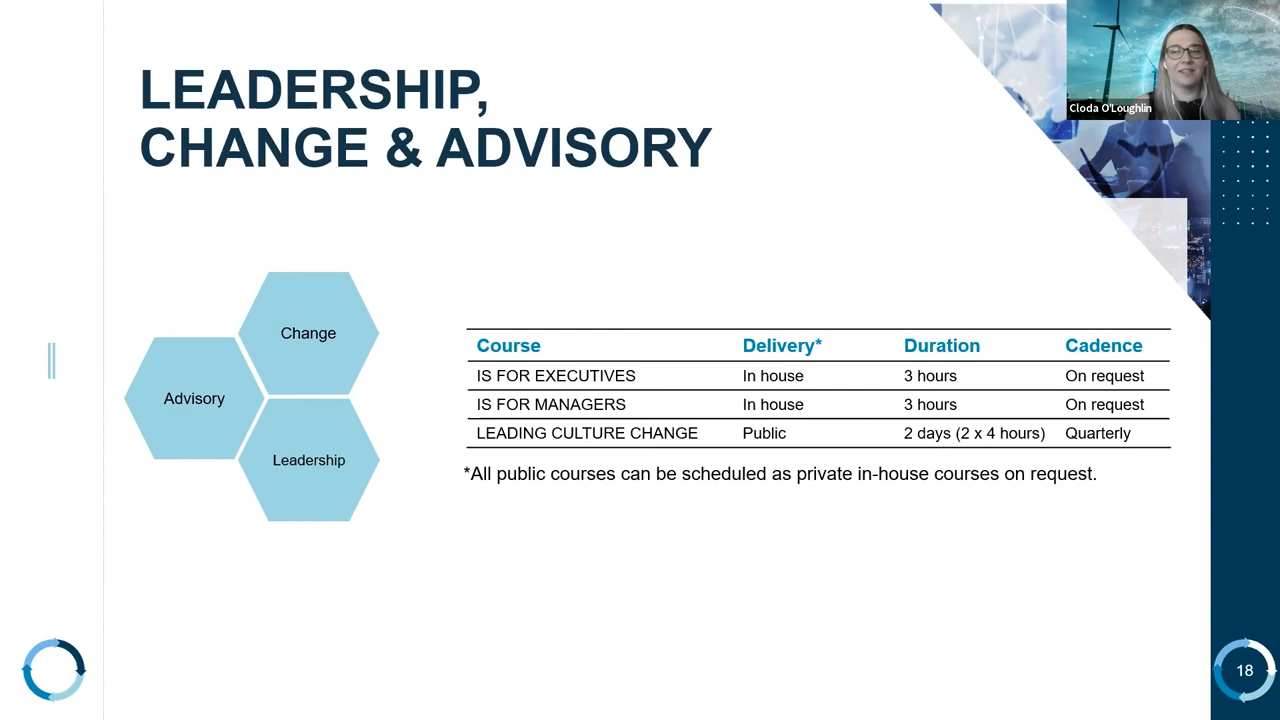 LEADERSHIP,
CHANGE & ADVISORY
Cloda O'Loughlin
Change
Advisory
Leadership
Course Delivery* Duration Cadence
IS FOR EXECUTIVES In house 3 hours On request
IS FOR MANAGERS In house 3 hours On request
LEADING CULTURE CHANGE Public 2 days (2 x 4 hours) Quarterly
*All public courses can be scheduled as private in-house courses on request.
18